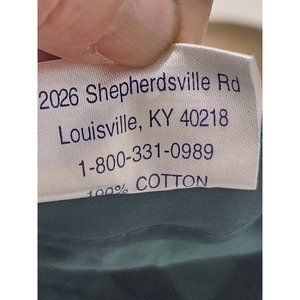 2026 Shepherdsville Rd
Louisville, KY 40218
1-800-331-0989
100% COTTON